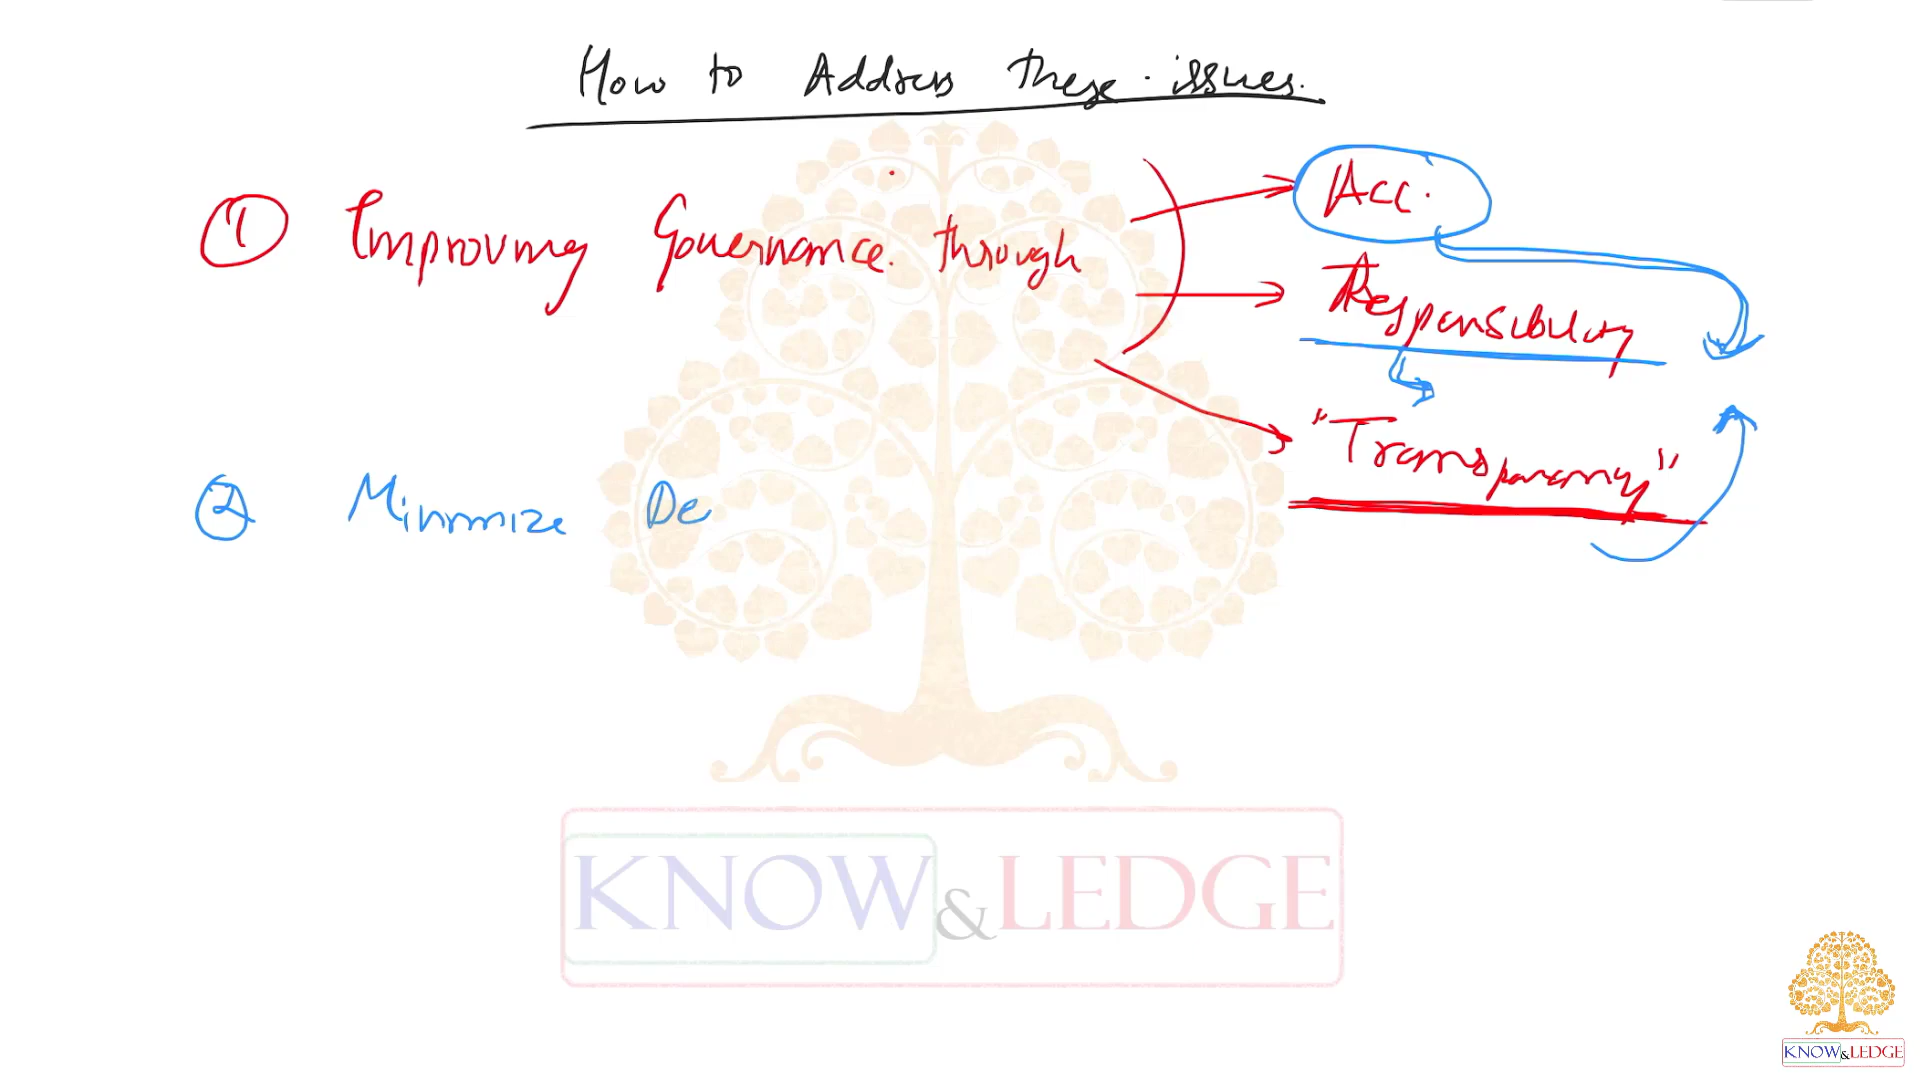 How to Address these issues.
① Improving Governance through
Acc.
Responsibility
"Transparency"
② Minimize De
KNOW&LEDGE
KNOW&LEDGE